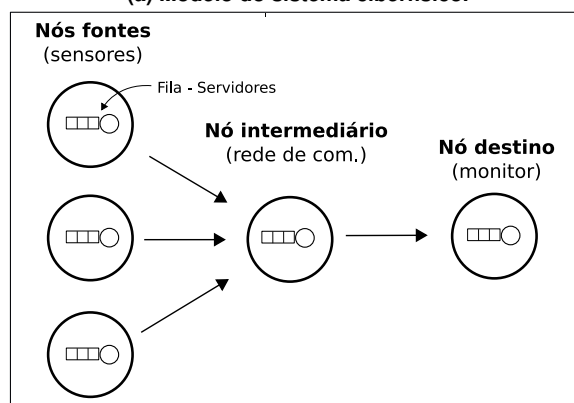 Nós fontes
(sensores)
Fila - Servidores
Nó intermediário
(rede de com.)
Nó destino
(monitor)